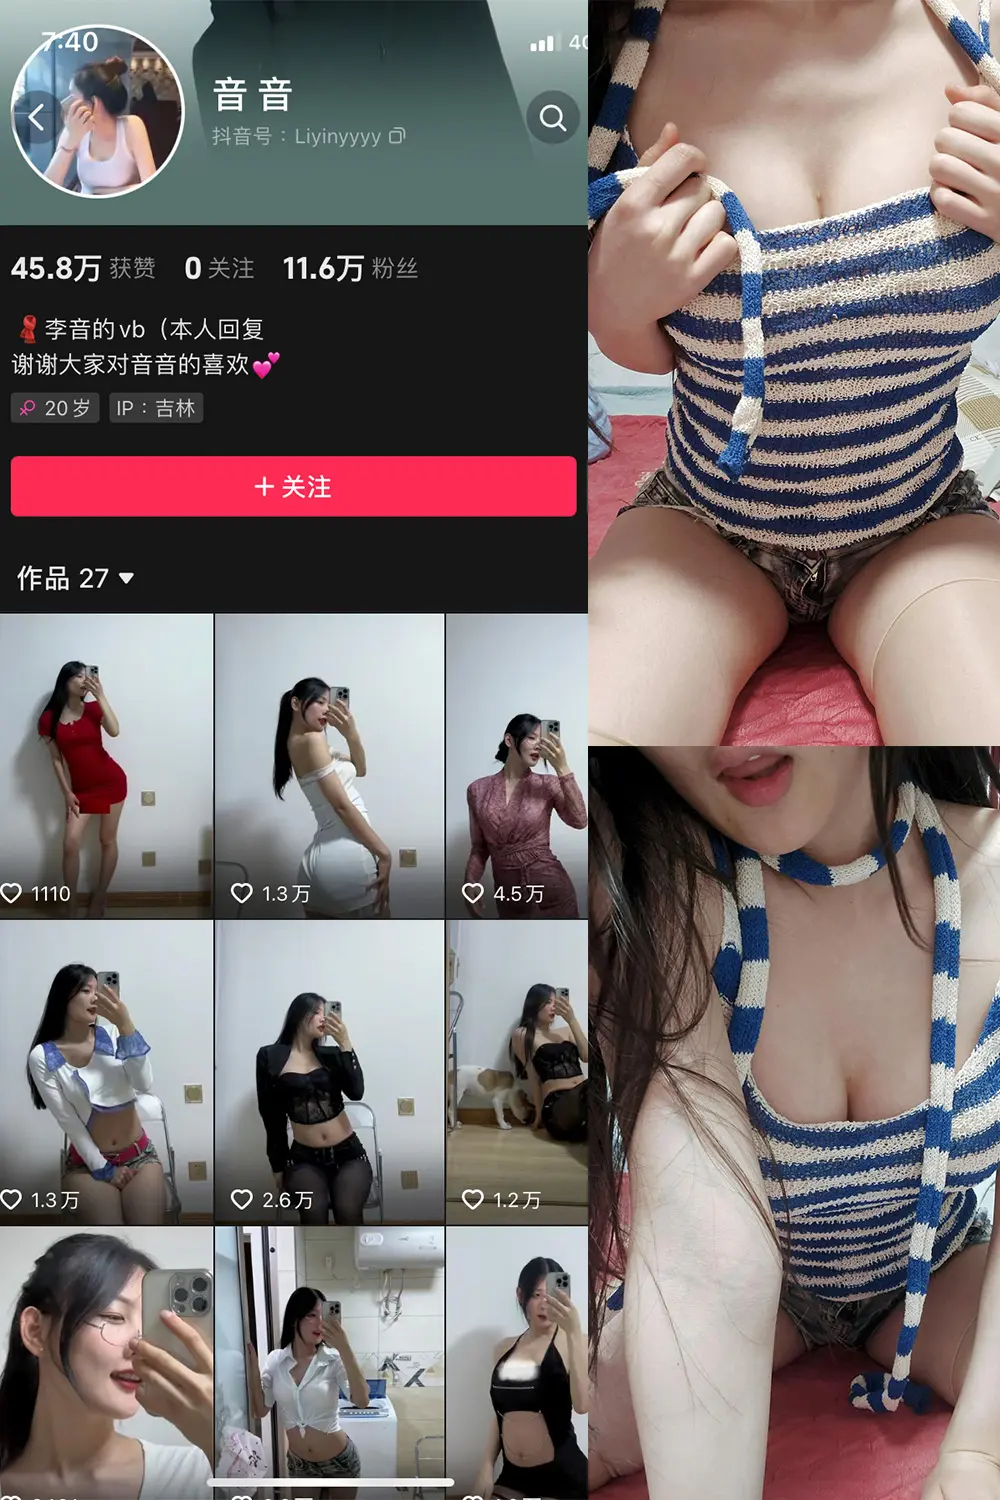 7:40
音 音
抖音号：Liyinyyyy
45.8万 获赞 0 关注 11.6万 粉丝
李音的vb（本人回复
谢谢大家对音音的喜欢💕
20岁 IP：吉林
+ 关注
作品 27
1110 1.3万 4.5万
1.3万 2.6万 1.2万